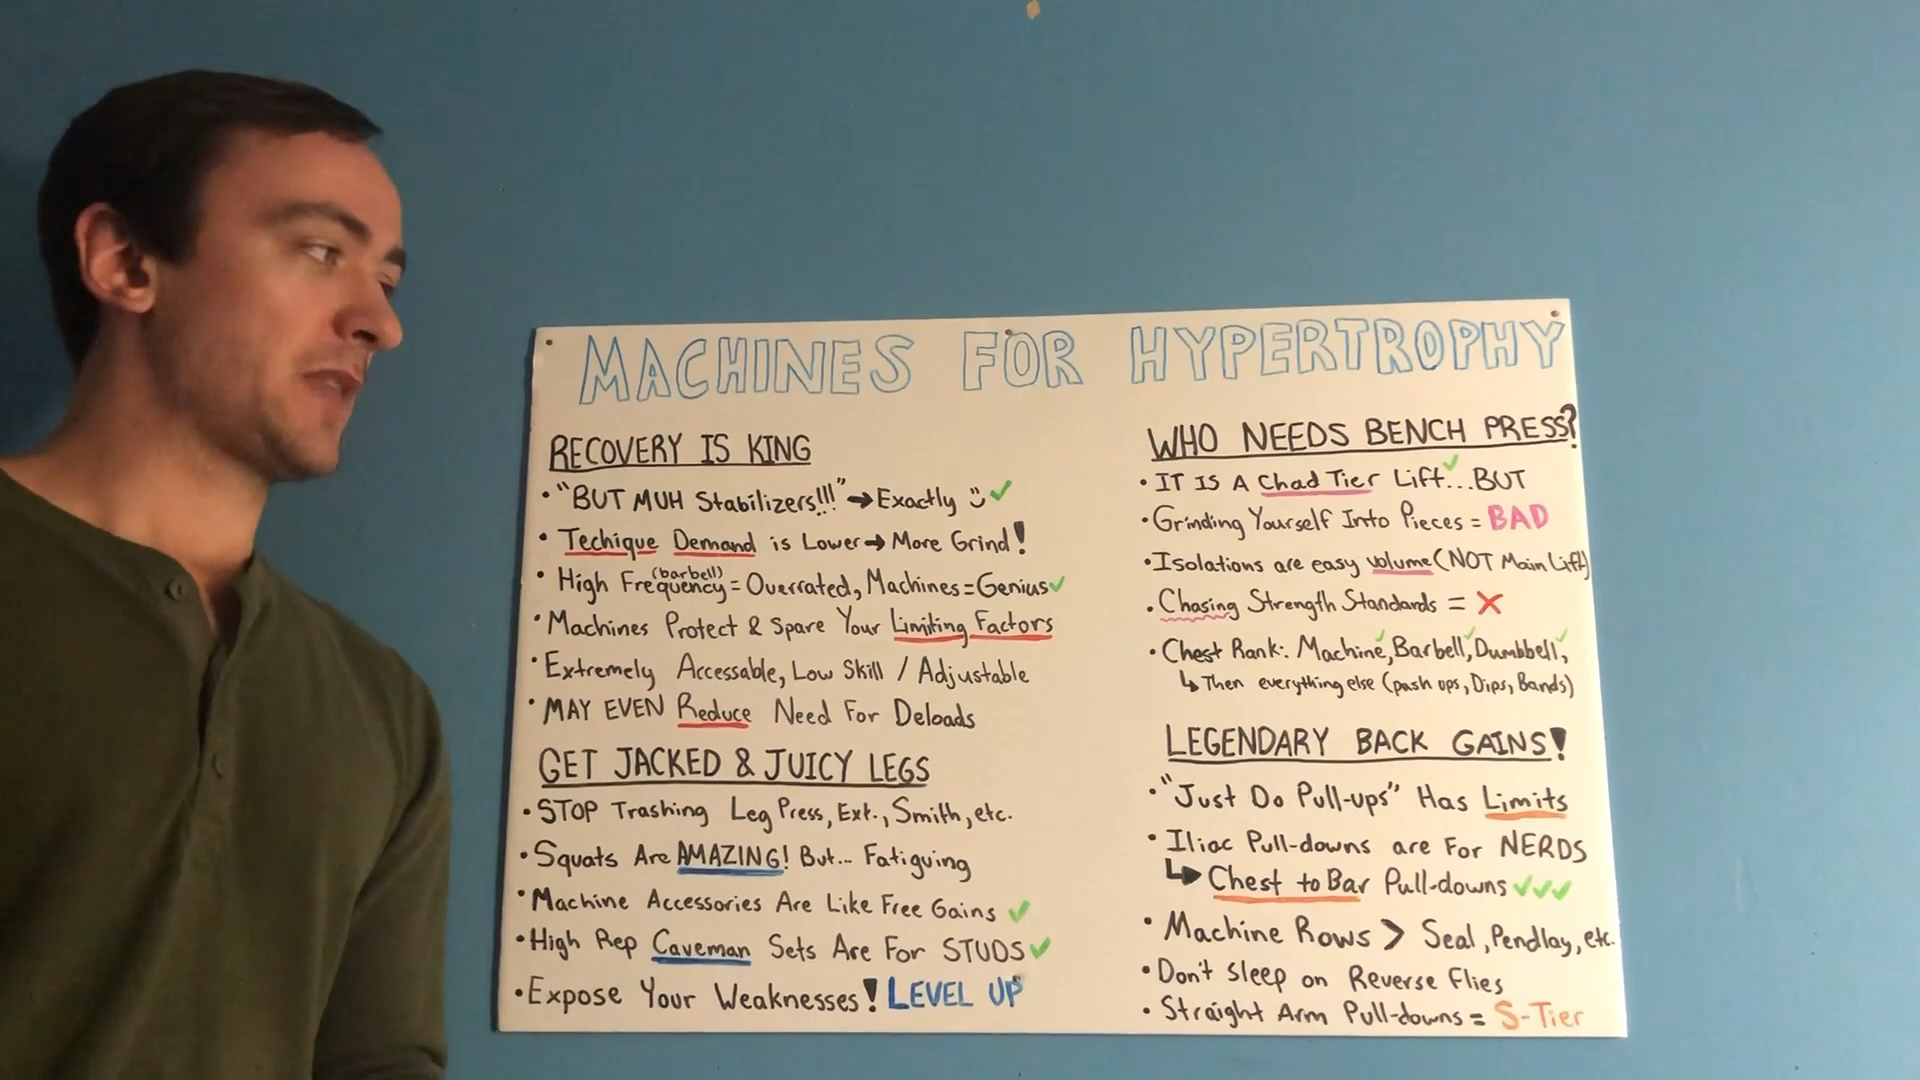 MACHINES FOR HYPERTROPHY
RECOVERY IS KING
• "BUT MUH Stabilizers!!!" → Exactly ✓
• Techique Demand is Lower → More Grind!
• High Frequency (barbell) = Overrated, Machines = Genius ✓
• Machines Protect & Spare Your Limiting Factors
• Extremely Accessable, Low Skill / Adjustable
• MAY EVEN Reduce Need For Deloads
GET JACKED & JUICY LEGS
• STOP Trashing Leg Press, Ext., Smith, etc.
• Squats Are AMAZING! But... Fatiguing
• Machine Accessories Are Like Free Gains ✓
• High Rep Caveman Sets Are For STUDS ✓
• Expose Your Weaknesses! LEVEL UP
WHO NEEDS BENCH PRESS?
• IT IS A Chad Tier Lift ✓...BUT
• Grinding Yourself Into Pieces = BAD
• Isolations are easy volume (NOT Main Lift)
• Chasing Strength Standards = X
• Chest Rank: Machine ✓, Barbell ✓, Dumbbell ✓,
↳ Then everything else (push ups, Dips, Bands)
LEGENDARY BACK GAINS!
• "Just Do Pull-ups" Has Limits
• Iliac Pull-downs are For NERDS
↳ Chest to Bar Pull-downs ✓✓✓
• Machine Rows > Seal, Pendlay, etc.
• Don't Sleep on Reverse Flies
• Straight Arm Pull-downs = S-Tier